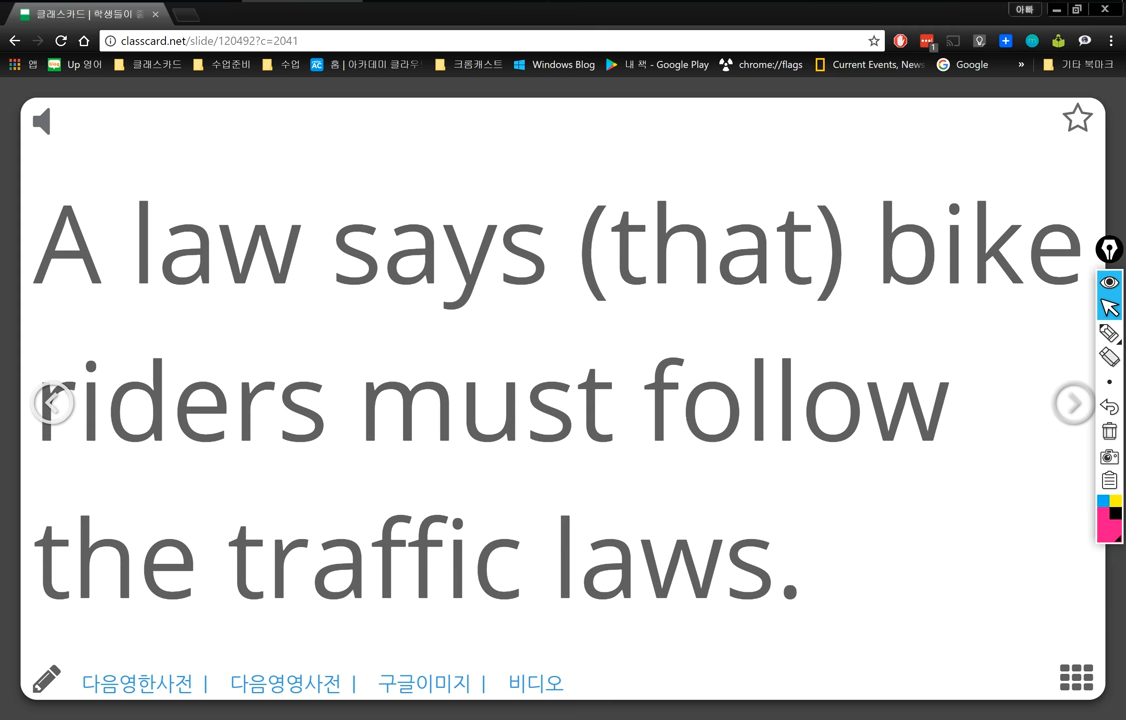 클래스카드 | 학생들이
아빠
classcard.net/slide/120492?c=2041
1
앱 Up 영어 클래스카드 수업준비 수업 홈 | 아카데미 클라우 크롬캐스트 Windows Blog 내 책 - Google Play chrome://flags Current Events, News Google » 기타 북마크
A law says (that) bike
riders must follow
the traffic laws.
다음영한사전 | 다음영영사전 | 구글이미지 | 비디오